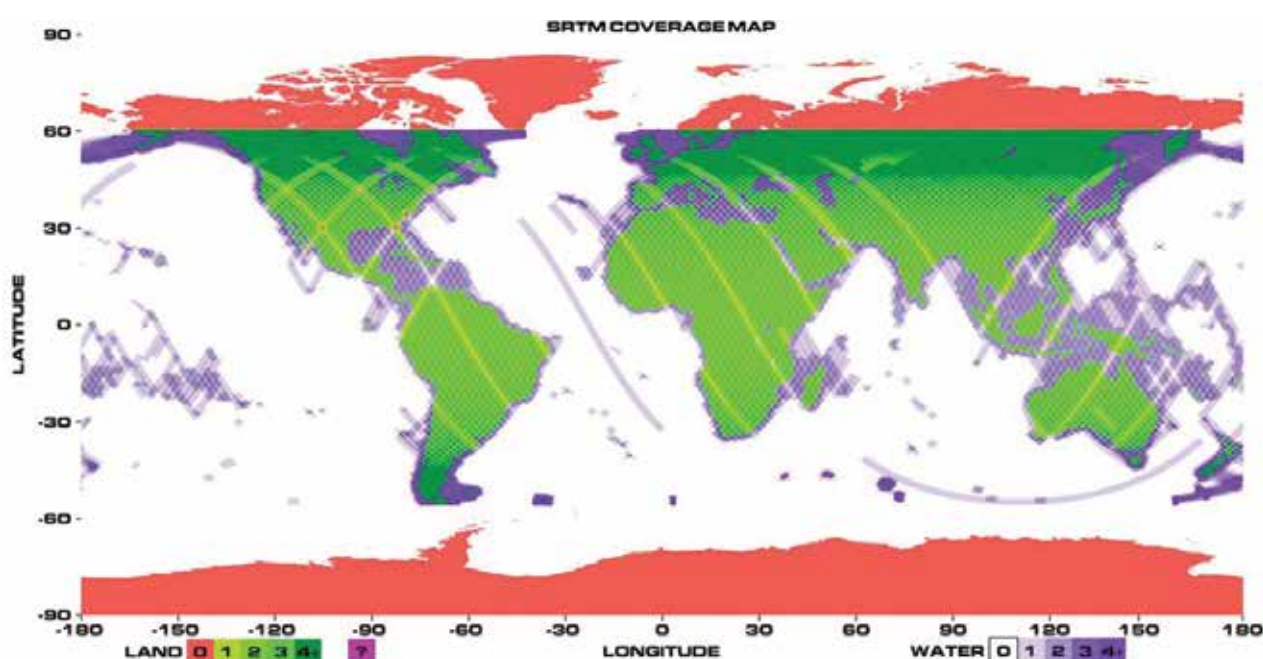 SRTM COVERAGE MAP
90
60
30
0
-30
-60
-90
LATITUDE
-180 -150 -120 -90 -60 -30 0 30 60 90 120 150 180
LAND 0 1 2 3 4+ ? LONGITUDE WATER 0 1 2 3 4+